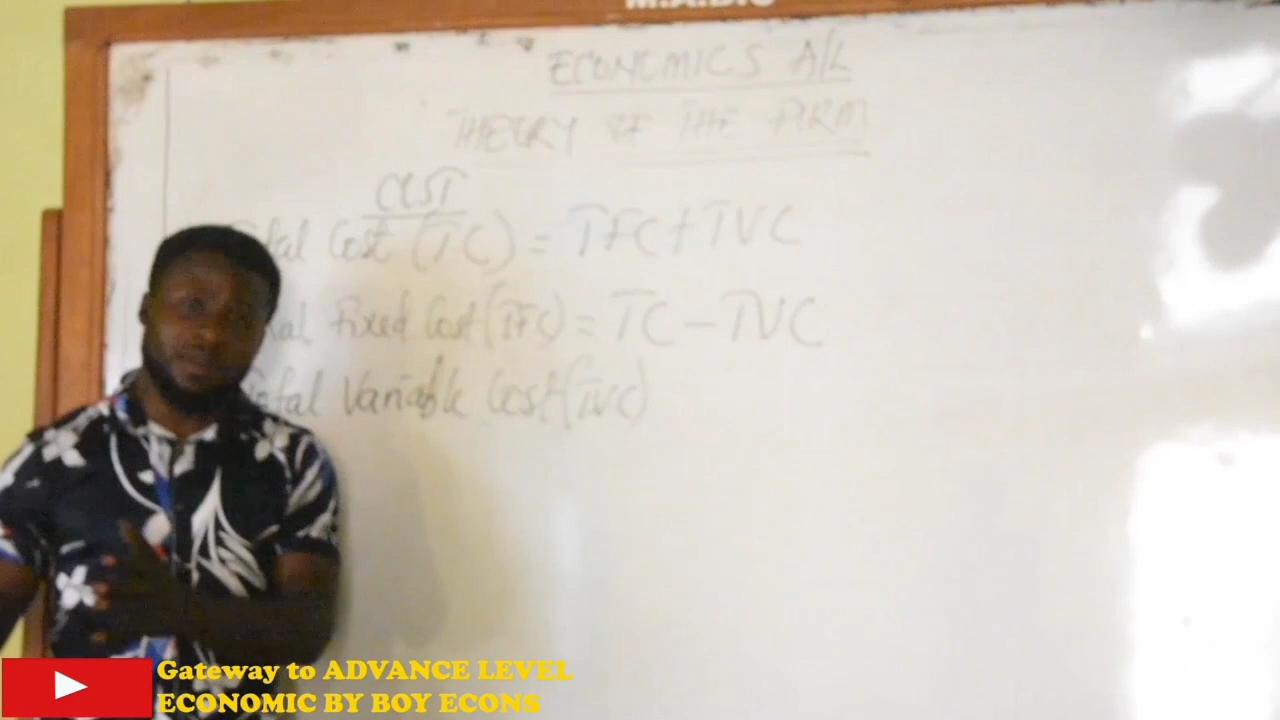 M.A.B.C
ECONOMICS A/L
THEORY OF THE FIRM
COST
Total Cost (TC) = TFC+TVC
Total Fixed Cost (TFC) = TC - TVC
Total Variable Cost (TVC)
Gateway to ADVANCE LEVEL
ECONOMIC BY BOY ECONS